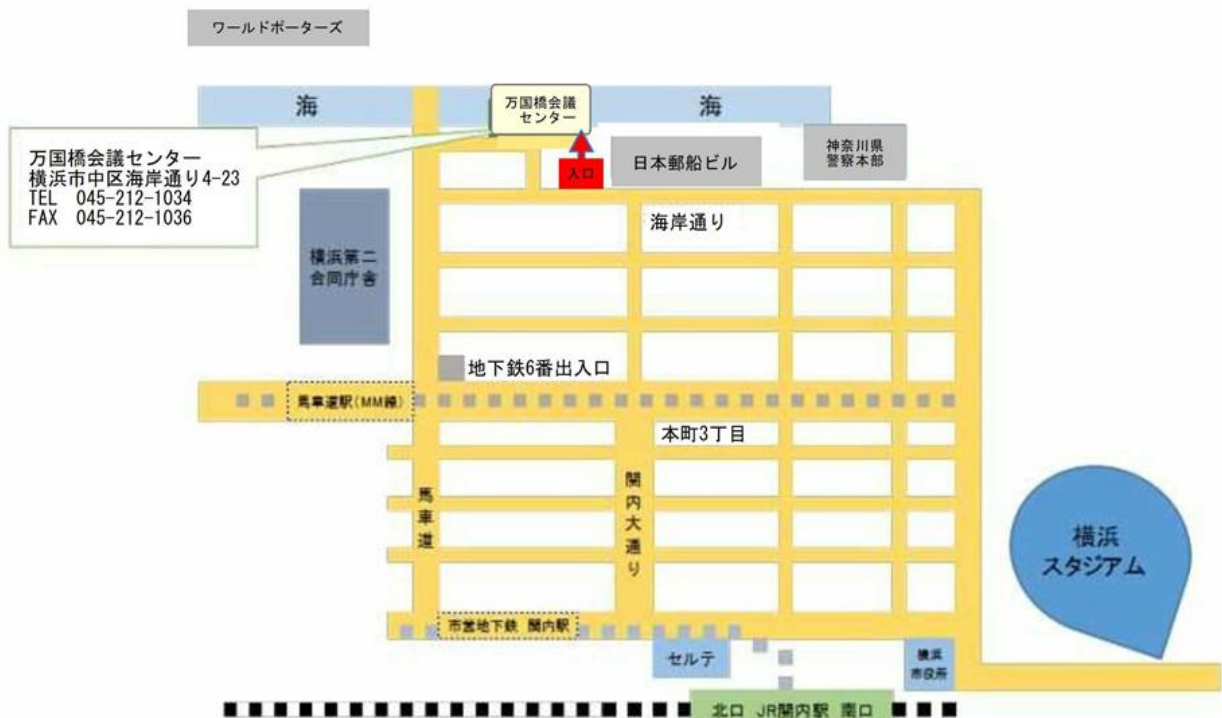 ワールドポーターズ
海
万国橋会議
センター
海
万国橋会議センター
横浜市中区海岸通り4-23
TEL 045-212-1034
FAX 045-212-1036
入口
日本郵船ビル
神奈川県
警察本部
海岸通り
横浜第二
合同庁舎
地下鉄6番出入口
馬車道駅(MM線)
本町3丁目
馬車道
関内大通り
横浜
スタジアム
市営地下鉄 関内駅
セルテ
横浜
市役所
北口 JR関内駅 南口